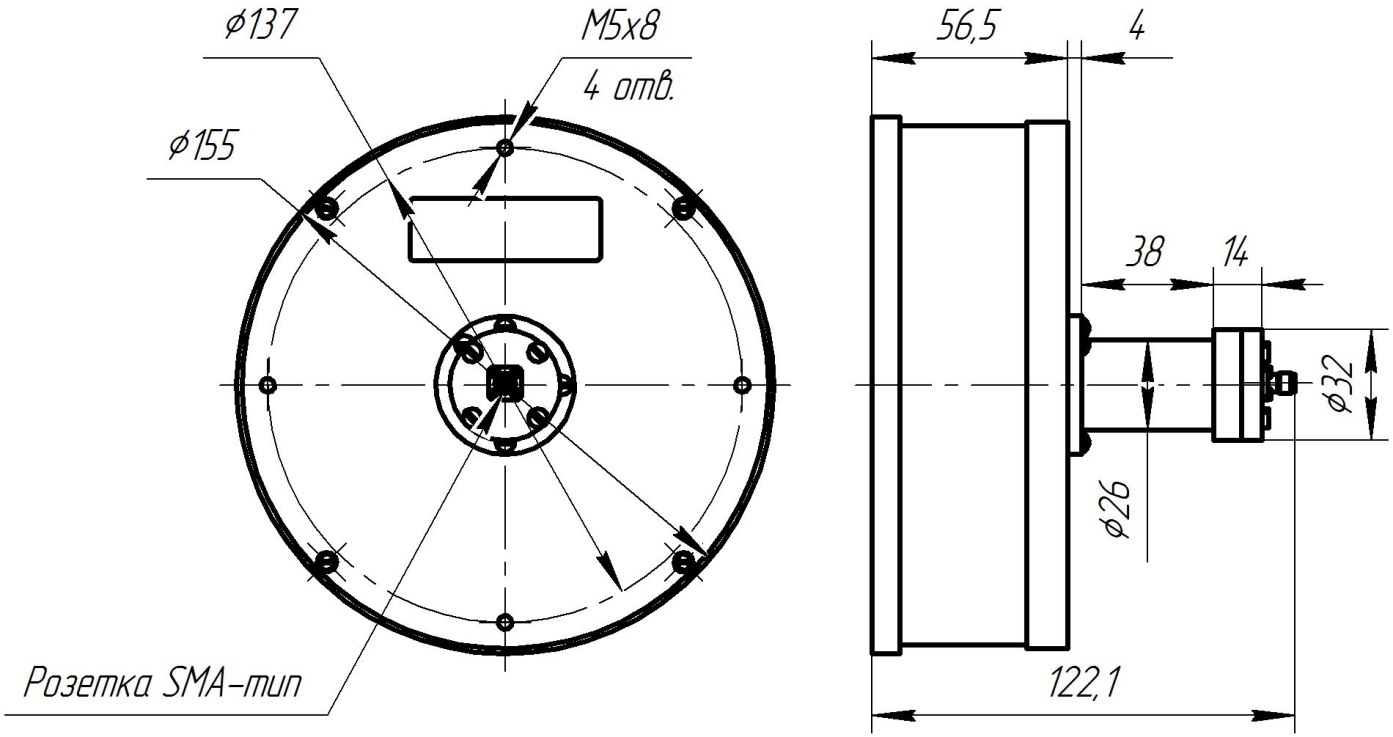 ϕ137
M5x8
4 отв.
ϕ155
Розетка SMA-тип
56,5
4
38
14
ϕ32
ϕ26
122,1